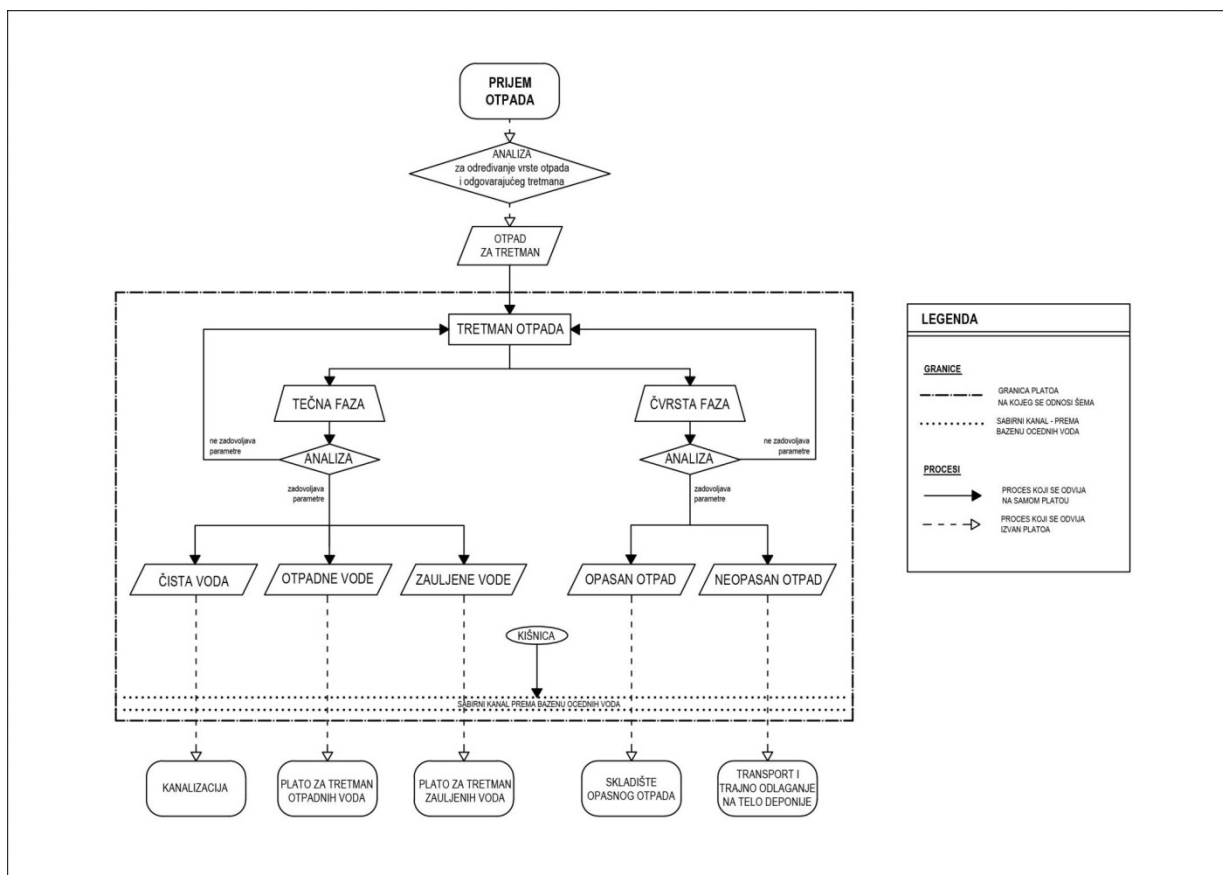 PRIJEM
OTPADA
ANALIZA
za određivanje vrste otpada
i odgovarajućeg tretmana
OTPAD
ZA TRETMAN
TRETMAN OTPADA
TEČNA FAZA
ČVRSTA FAZA
ne zadovoljava
parametre
ANALIZA
ANALIZA
ne zadovoljava
parametre
zadovoljava
parametre
zadovoljava
parametre
ČISTA VODA
OTPADNE VODE
ZAULJENE VODE
OPASAN OTPAD
NEOPASAN OTPAD
KIŠNICA
SABIRNI KANAL PREMA BAZENU OCEDNIH VODA
KANALIZACIJA
PLATO ZA TRETMAN
OTPADNIH VODA
PLATO ZA TRETMAN
ZAULJENIH VODA
SKLADIŠTE
OPASNOG OTPADA
TRANSPORT I
TRAJNO ODLAGANJE
NA TELO DEPONIJE
LEGENDA
GRANICE
GRANICA PLATOA
NA KOJEG SE ODNOSI ŠEMA
SABIRNI KANAL - PREMA
BAZENU OCEDNIH VODA
PROCESI
PROCES KOJI SE ODVIJA
NA SAMOM PLATOU
PROCES KOJI SE ODVIJA
IZVAN PLATOA